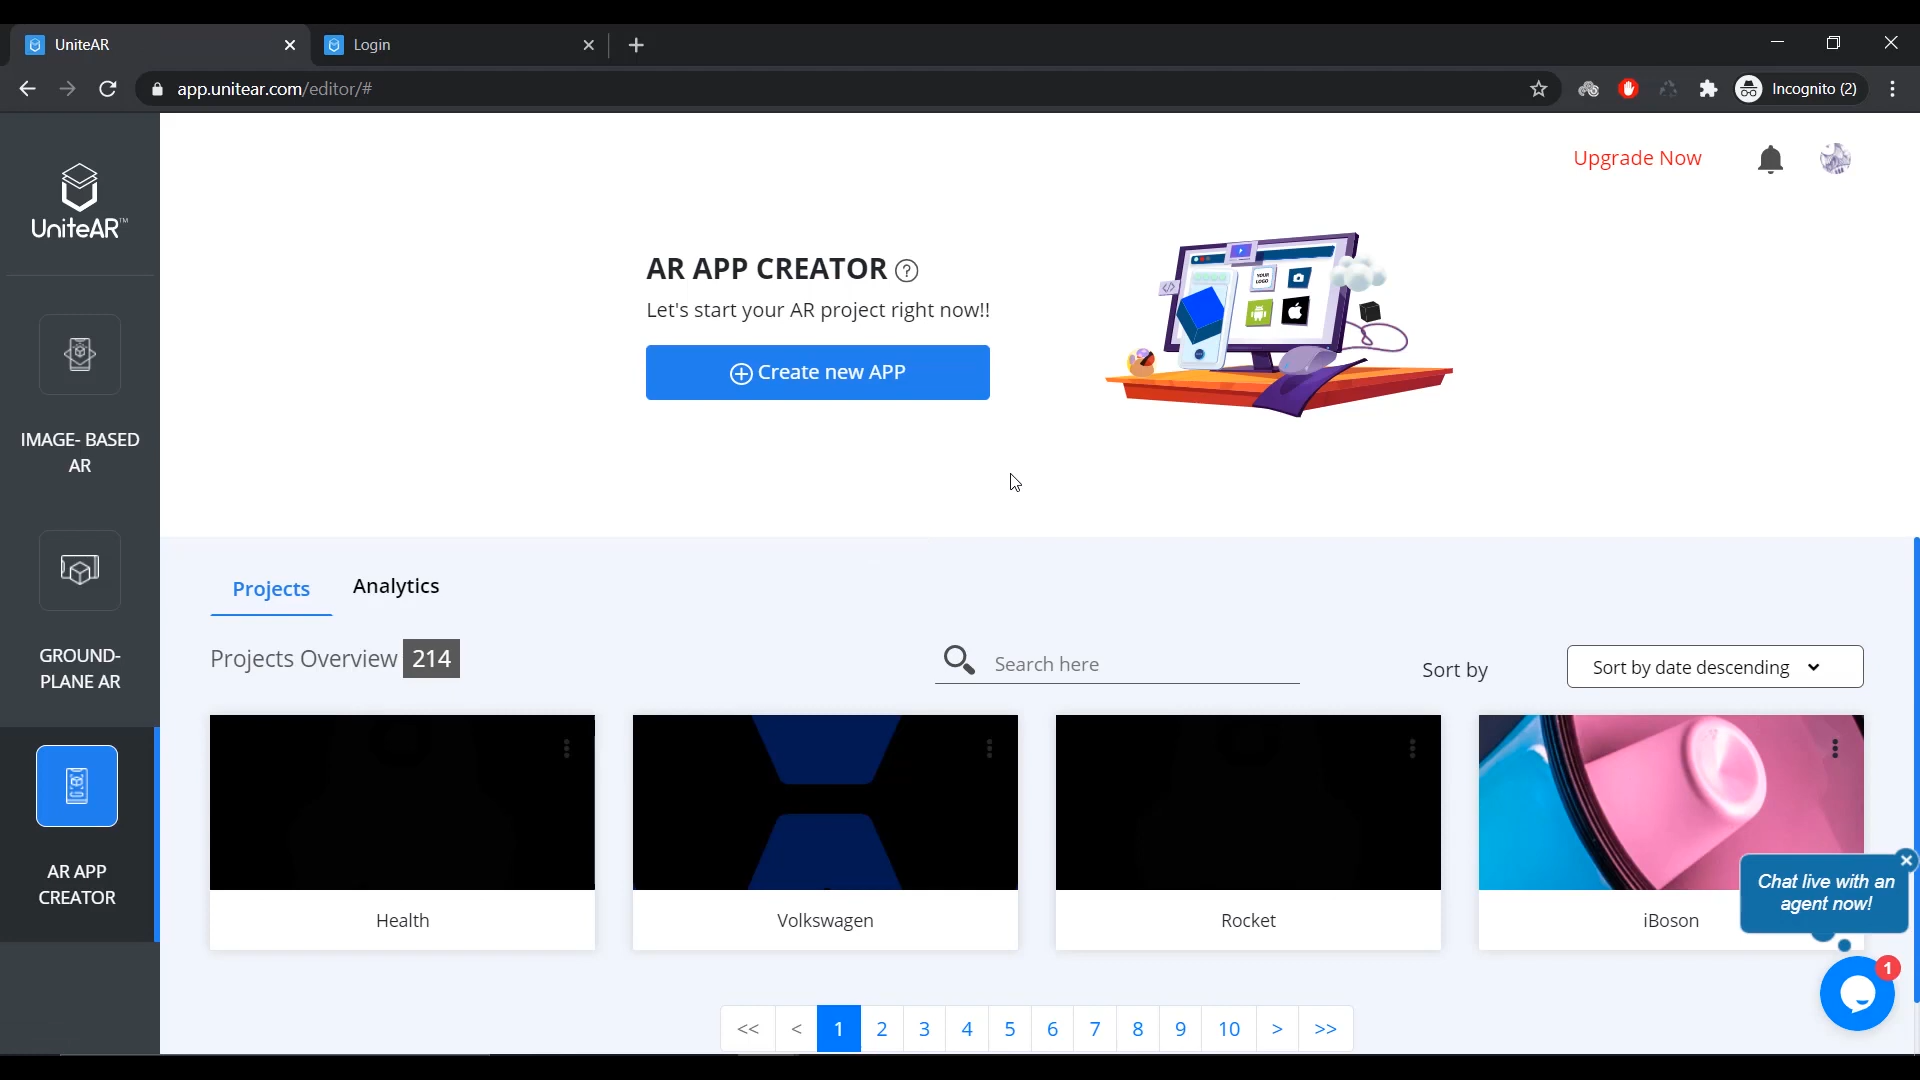 UniteAR
Login
app.unitear.com/editor/#
Incognito (2)
UniteAR™
Upgrade Now
AR APP CREATOR ?
Let's start your AR project right now!!
YOUR
LOGO
Create new APP
IMAGE- BASED
AR
GROUND-
PLANE AR
AR APP
CREATOR
Projects
Analytics
Projects Overview 214
Search here
Sort by
Sort by date descending
Health
Volkswagen
Rocket
iBoson
Chat live with an
agent now!
1
<< < 1 2 3 4 5 6 7 8 9 10 > >>